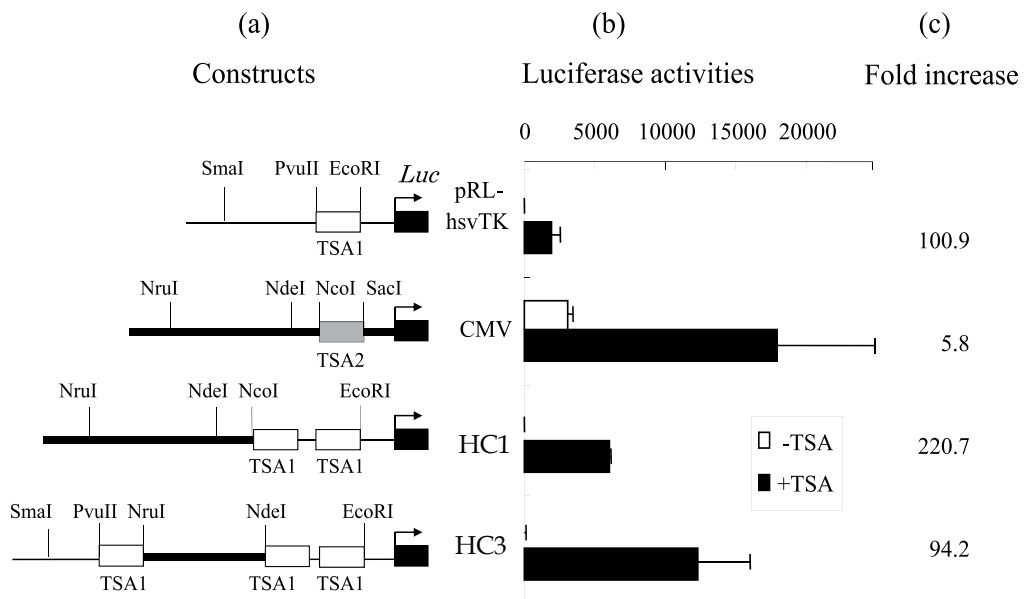 (a) (b) (c)
Constructs Luciferase activities Fold increase
0 5000 10000 15000 20000
SmaI PvuII EcoRI Luc
pRL-
hsvTK
TSA1
100.9
NruI NdeI NcoI SacI
CMV
TSA2
5.8
NruI NdeI NcoI EcoRI
HC1
TSA1 TSA1
220.7
-TSA
+TSA
SmaI PvuII NruI NdeI EcoRI
HC3
TSA1 TSA1 TSA1
94.2